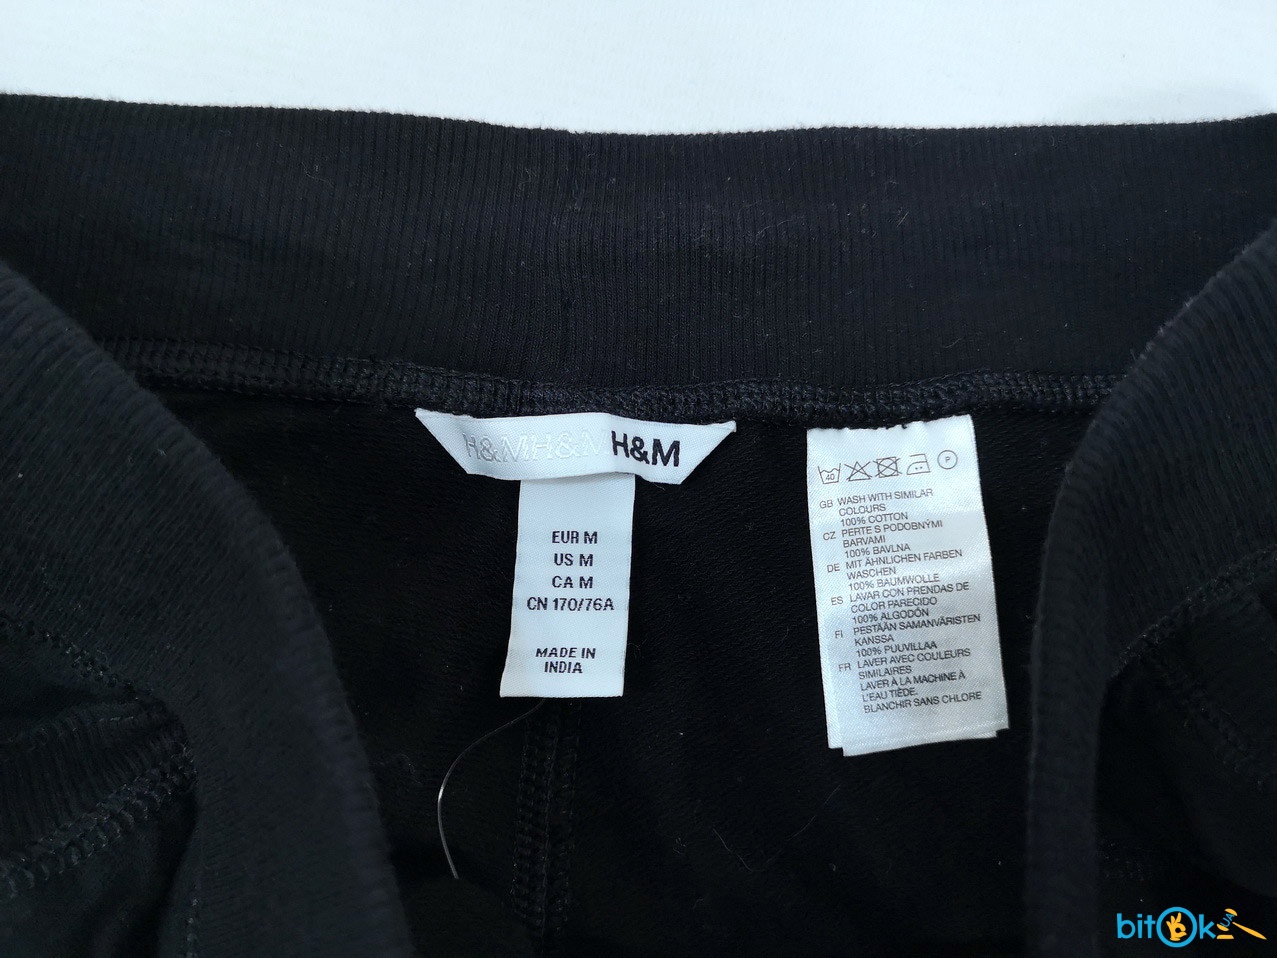 H&MH&M H&M
EUR M
US M
CA M
CN 170/76A
MADE IN
INDIA
40 P
GB WASH WITH SIMILAR
COLOURS
100% COTTON
CZ PERTE S PODOBNÝMI
BARVAMI
100% BAVLNA
DE MIT ÄHNLICHEN FARBEN
WASCHEN
100% BAUMWOLLE
ES LAVAR CON PRENDAS DE
COLOR PARECIDO
100% ALGODÓN
FI PESTÄÄN SAMANVÄRISTEN
KANSSA
100% PUUVILLAA
FR LAVER AVEC COULEURS
SIMILAIRES
LAVER À LA MACHINE À
L'EAU TIÈDE.
BLANCHIR SANS CHLORE
bitOk UA